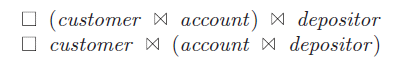 □ (customer ⋈ account) ⋈ depositor
□ customer ⋈ (account ⋈ depositor)